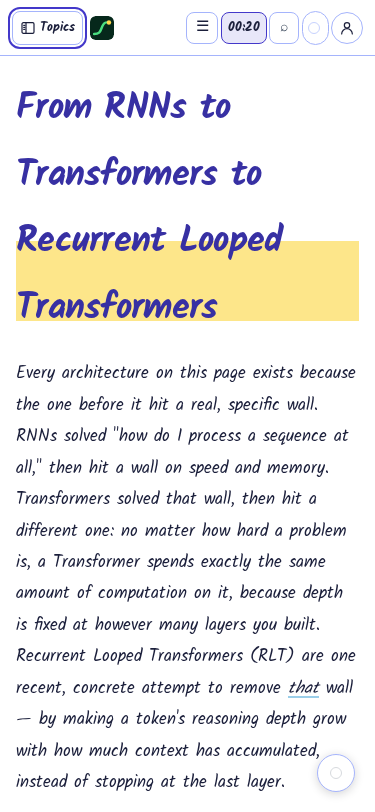 Topics
00:20
From RNNs to
Transformers to
Recurrent Looped
Transformers
Every architecture on this page exists because
the one before it hit a real, specific wall.
RNNs solved "how do I process a sequence at
all," then hit a wall on speed and memory.
Transformers solved that wall, then hit a
different one: no matter how hard a problem
is, a Transformer spends exactly the same
amount of computation on it, because depth
is fixed at however many layers you built.
Recurrent Looped Transformers (RLT) are one
recent, concrete attempt to remove that wall
— by making a token's reasoning depth grow
with how much context has accumulated,
instead of stopping at the last layer.